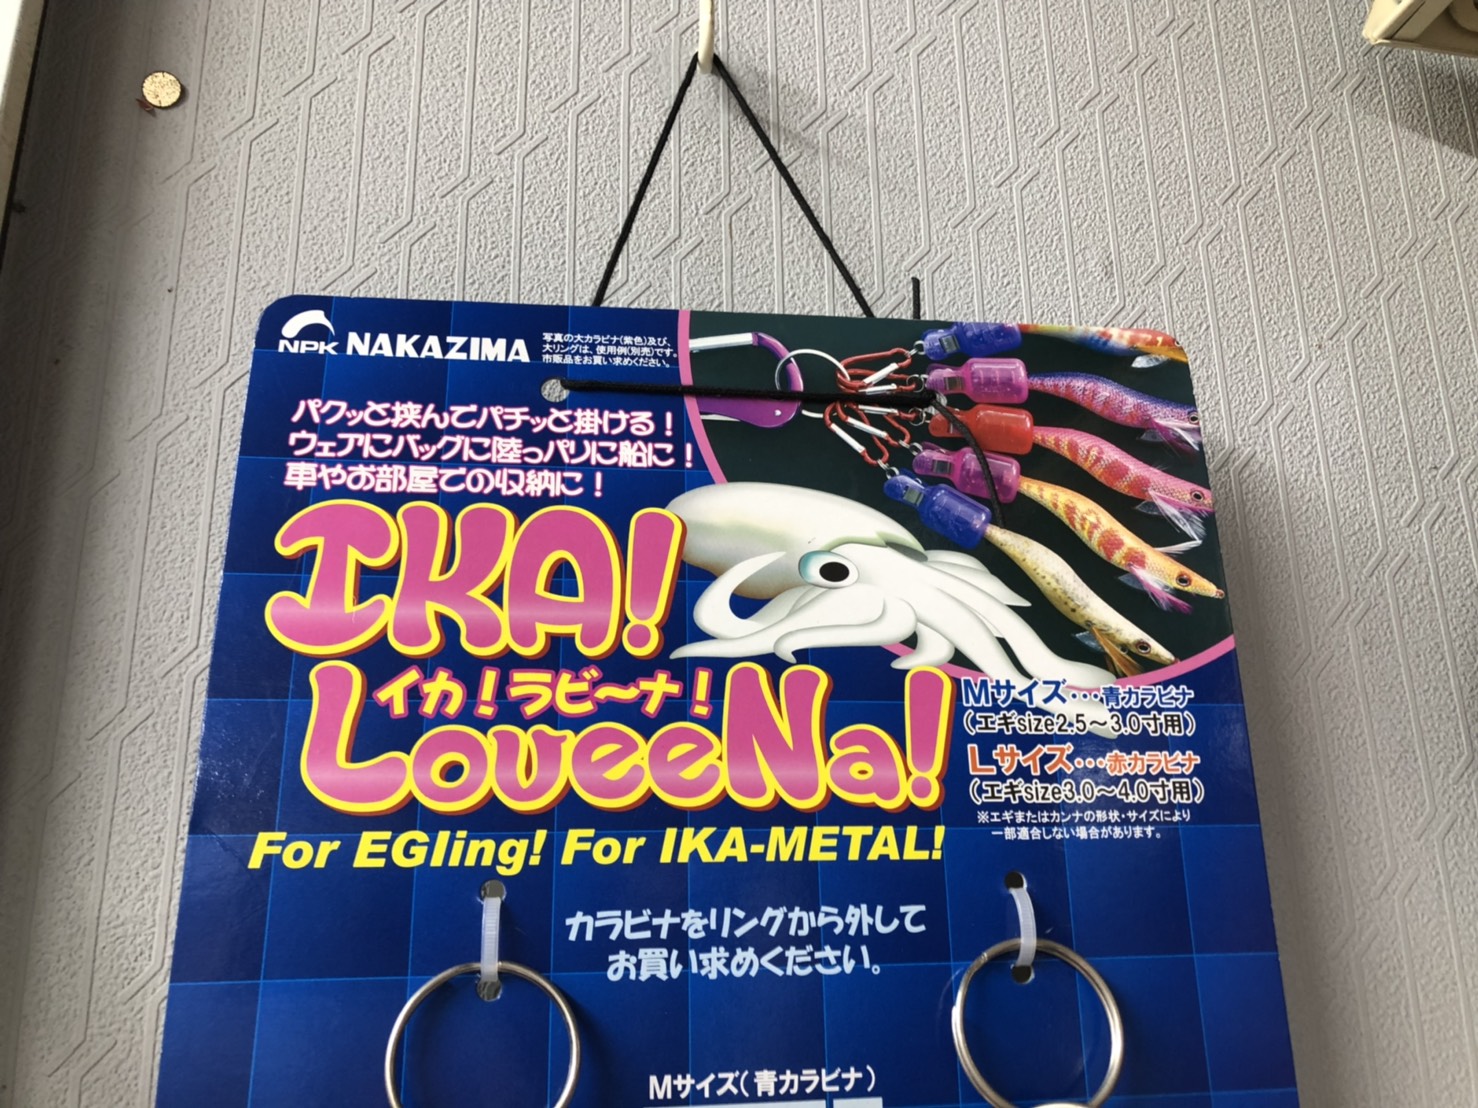 NPK NAKAZIMA
写真の大カラビナ(紫色)及び、
大リングは、使用例(別売)です。
市販品をお買い求めください。
パクッと挟んでパチッと掛ける!
ウェアにバッグに陸っパリに船に!
車やお部屋での収納に!
IKA!
イカ!ラビ〜ナ!
LoveeNa!
Mサイズ・・・青カラビナ
(エギsize2.5〜3.0寸用)
Lサイズ・・・赤カラビナ
(エギsize3.0〜4.0寸用)
※エギまたはカンナの形状・サイズにより
一部適合しない場合があります。
For EGIing! For IKA-METAL!
カラビナをリングから外して
お買い求めください。
Mサイズ(青カラビナ)